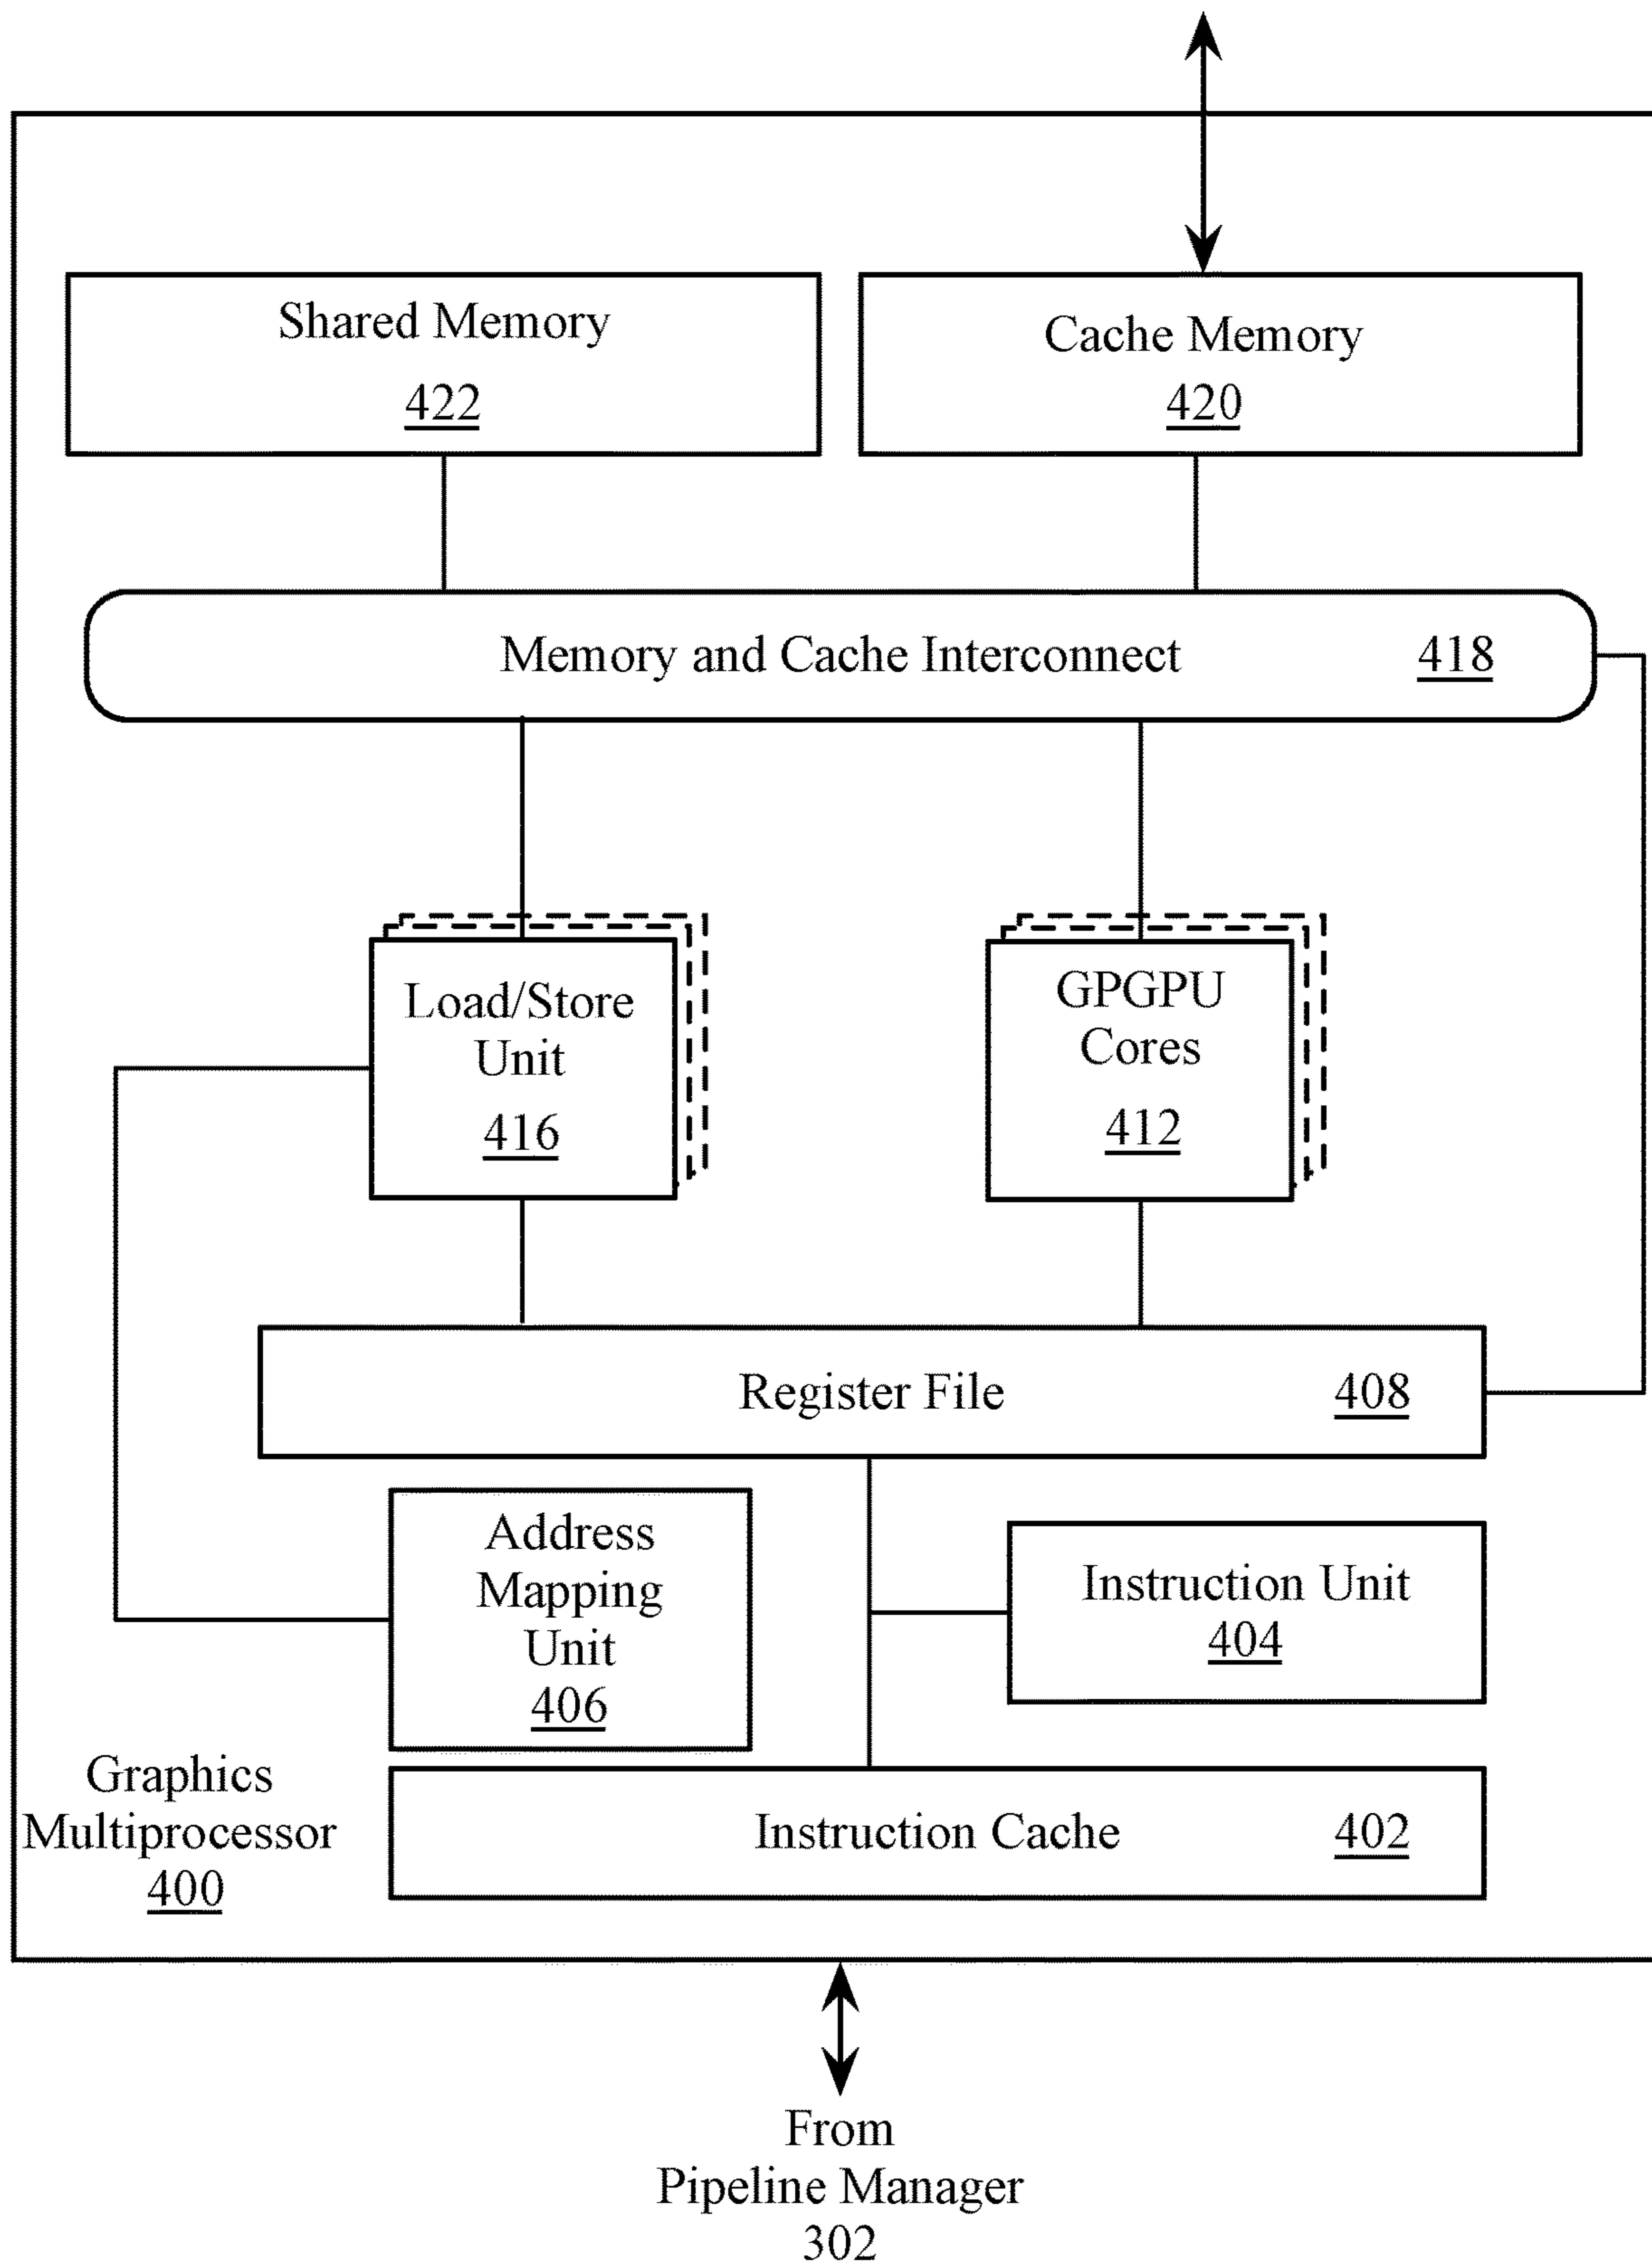 Shared Memory
422
Cache Memory
420
Memory and Cache Interconnect 418
Load/Store
Unit
416
GPGPU
Cores
412
Register File 408
Address
Mapping
Unit
406
Instruction Unit
404
Graphics
Multiprocessor
400
Instruction Cache 402
From
Pipeline Manager
302